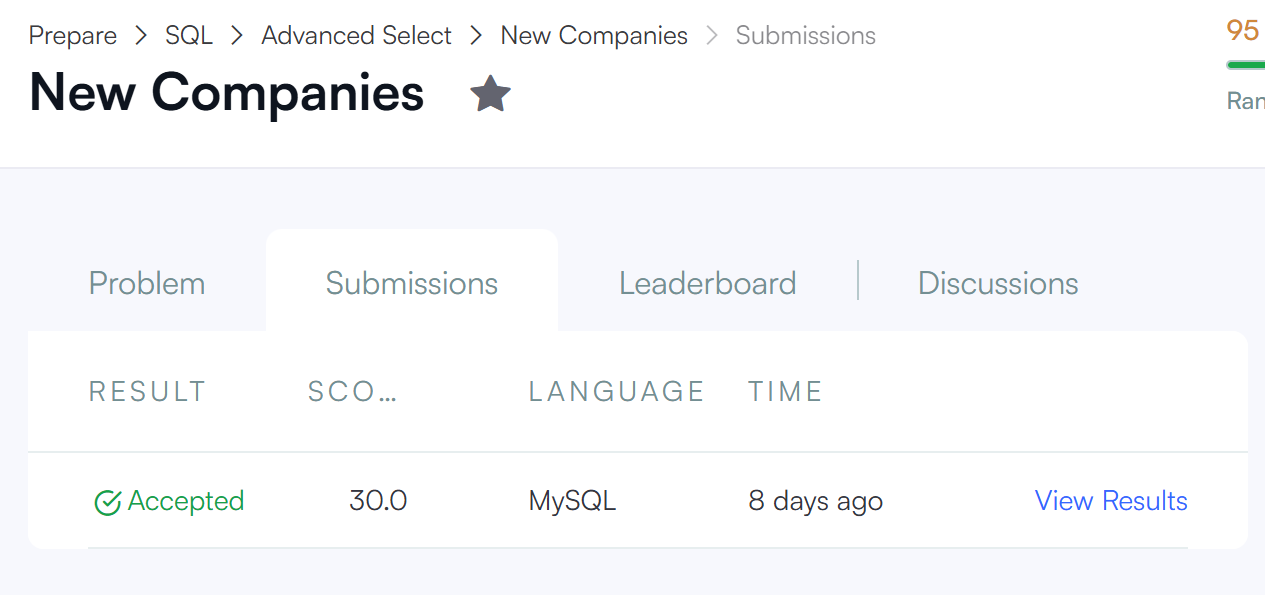 Prepare > SQL > Advanced Select > New Companies > Submissions
95
New Companies
Ran
Problem Submissions Leaderboard Discussions
RESULT SCO... LANGUAGE TIME
Accepted 30.0 MySQL 8 days ago View Results